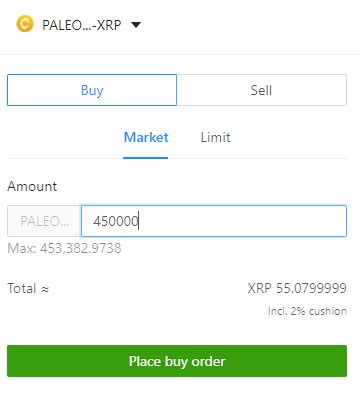 PALEO...-XRP
Buy Sell
Market Limit
Amount
PALEO... 450000
Max: 453,382.9738
Total ≈ XRP 55.0799999
Incl. 2% cushion
Place buy order